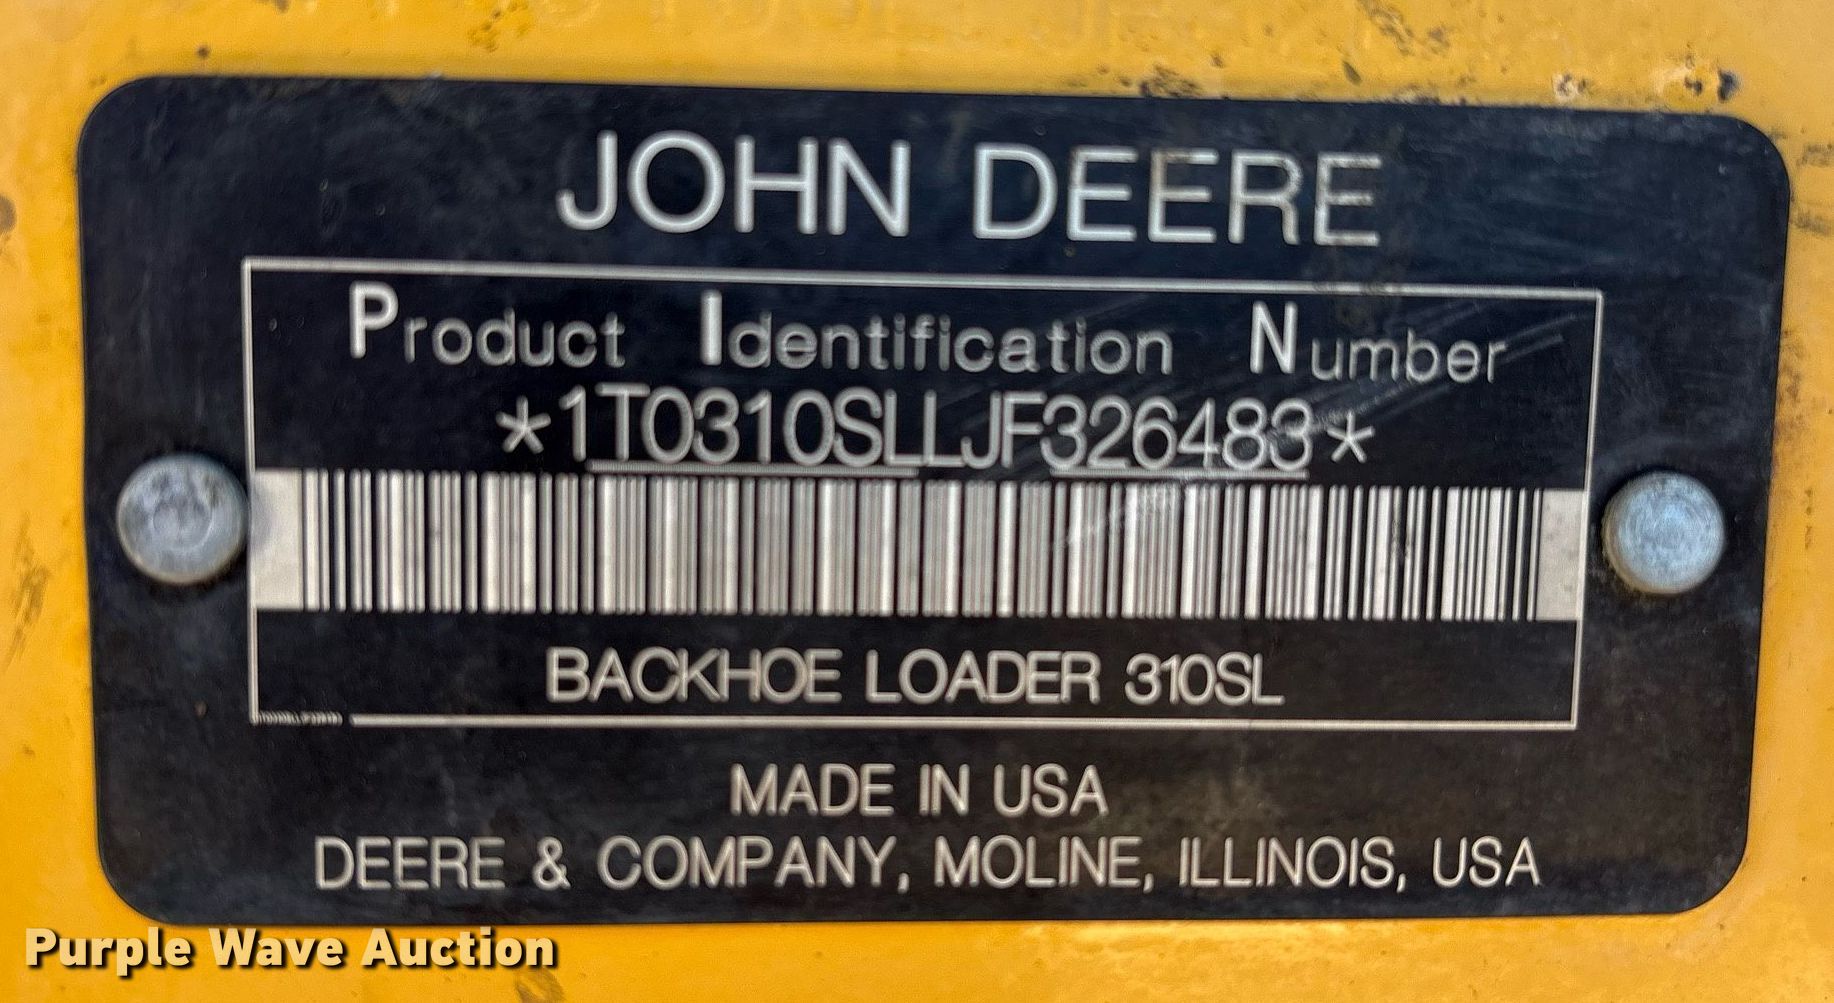 JOHN DEERE
Product Identification Number
*1T0310SLLJF326483*
BACKHOE LOADER 310SL
MADE IN USA
DEERE & COMPANY, MOLINE, ILLINOIS, USA
Purple Wave Auction